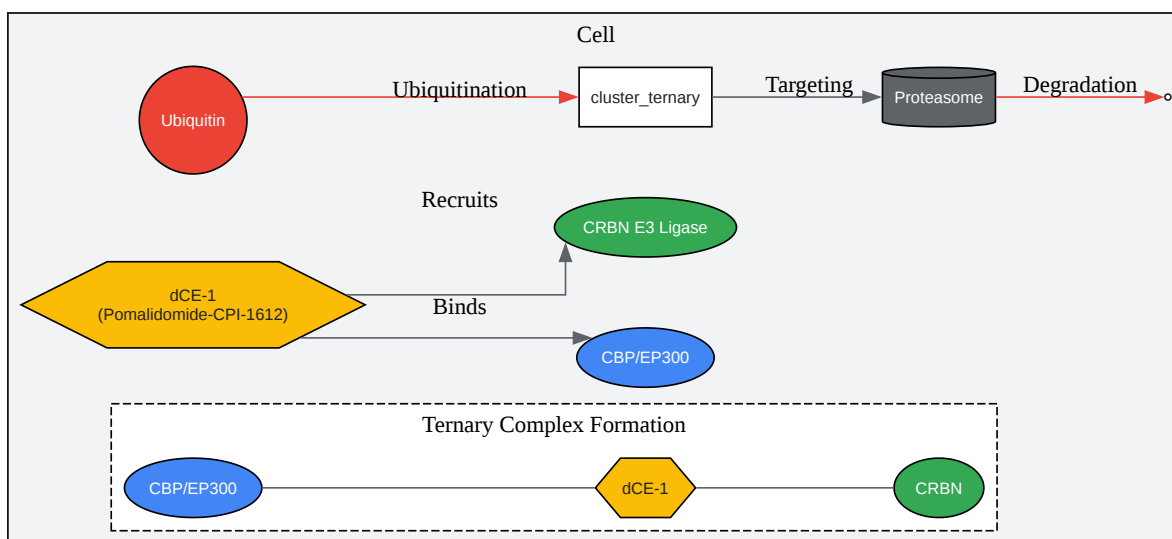 Cell
Ubiquitin
Ubiquitination
cluster_ternary
Targeting
Proteasome
Degradation
Recruits
CRBN E3 Ligase
dCE-1
(Pomalidomide-CPI-1612)
Binds
CBP/EP300
Ternary Complex Formation
CBP/EP300
dCE-1
CRBN